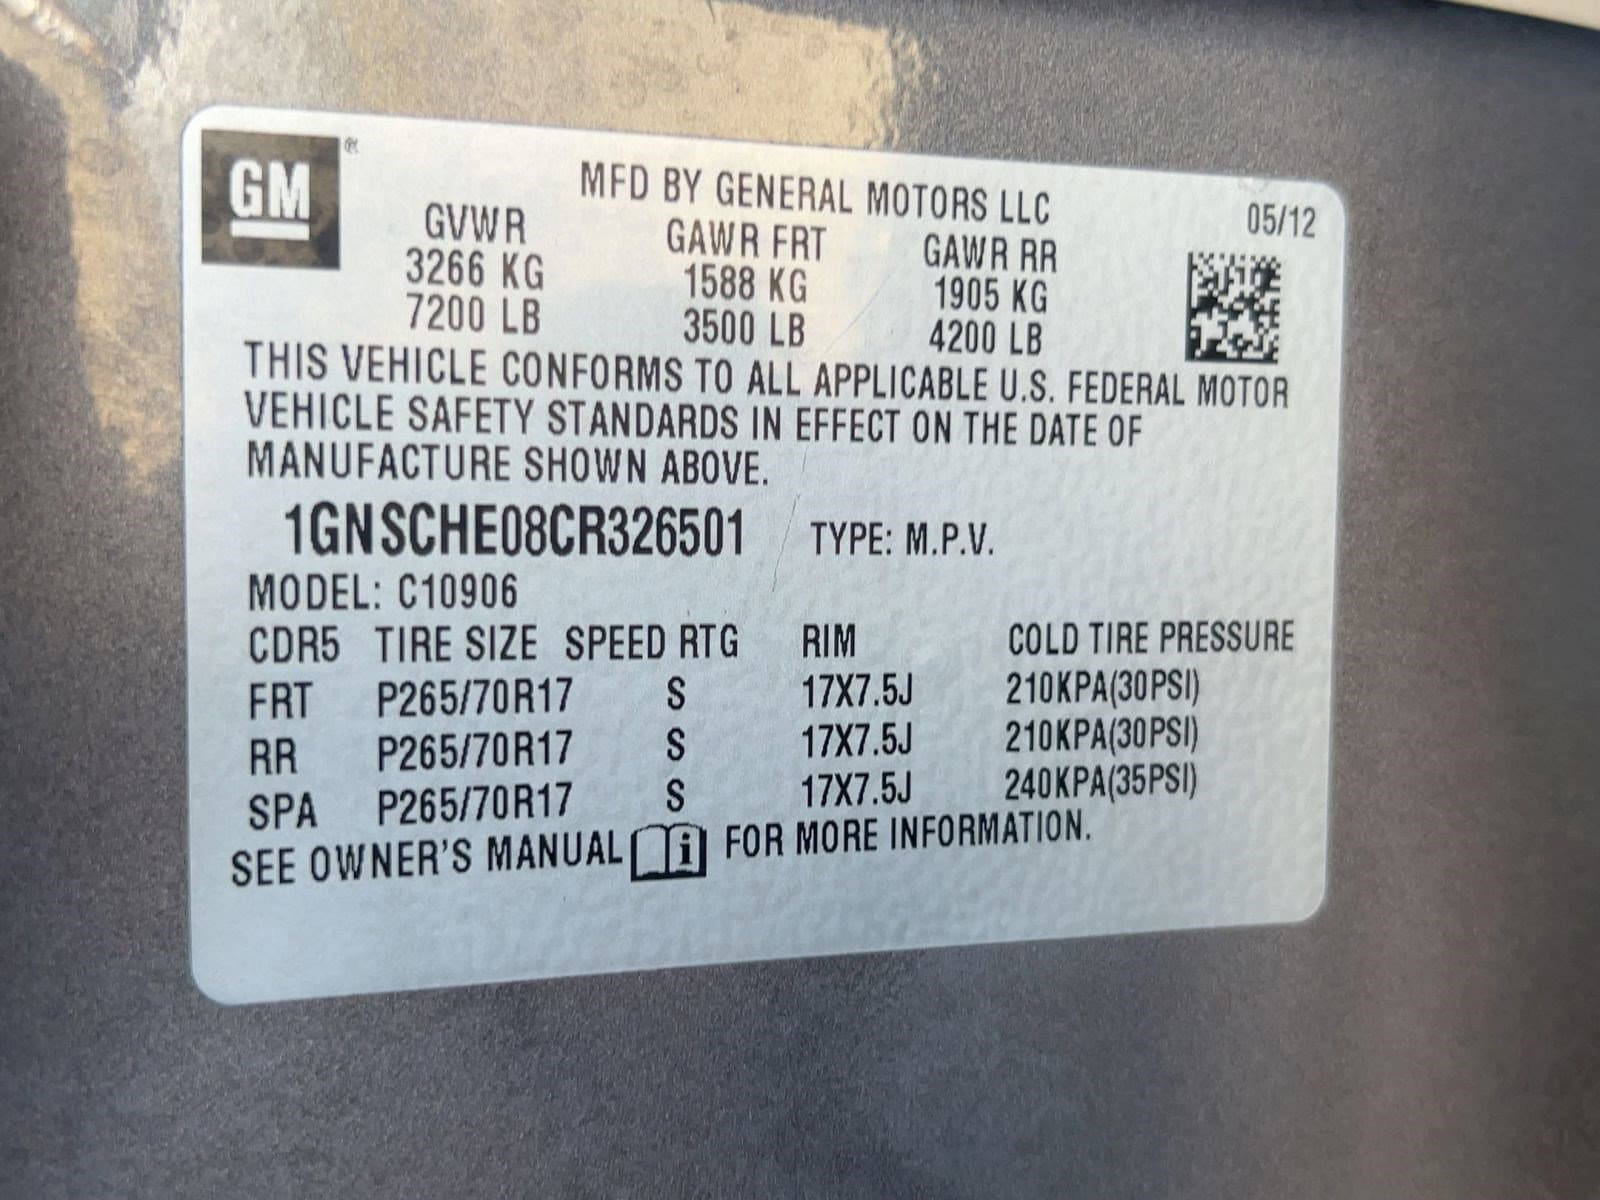 GM®
MFD BY GENERAL MOTORS LLC
05/12
GVWR GAWR FRT GAWR RR
3266 KG 1588 KG 1905 KG
7200 LB 3500 LB 4200 LB
THIS VEHICLE CONFORMS TO ALL APPLICABLE U.S. FEDERAL MOTOR
VEHICLE SAFETY STANDARDS IN EFFECT ON THE DATE OF
MANUFACTURE SHOWN ABOVE.
1GNSCHE08CR326501 TYPE: M.P.V.
MODEL: C10906
CDR5 TIRE SIZE SPEED RTG RIM COLD TIRE PRESSURE
FRT P265/70R17 S 17X7.5J 210KPA(30PSI)
RR P265/70R17 S 17X7.5J 210KPA(30PSI)
SPA P265/70R17 S 17X7.5J 240KPA(35PSI)
SEE OWNER'S MANUAL i FOR MORE INFORMATION.